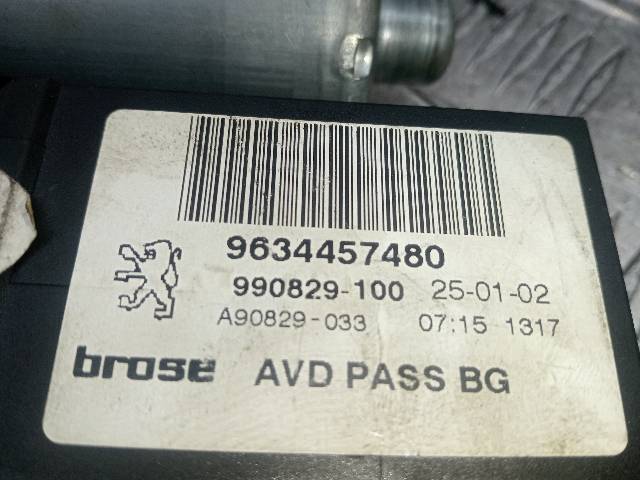 9634457480
990829-100 25-01-02
A90829-033 07:15 1317
brose AVD PASS BG